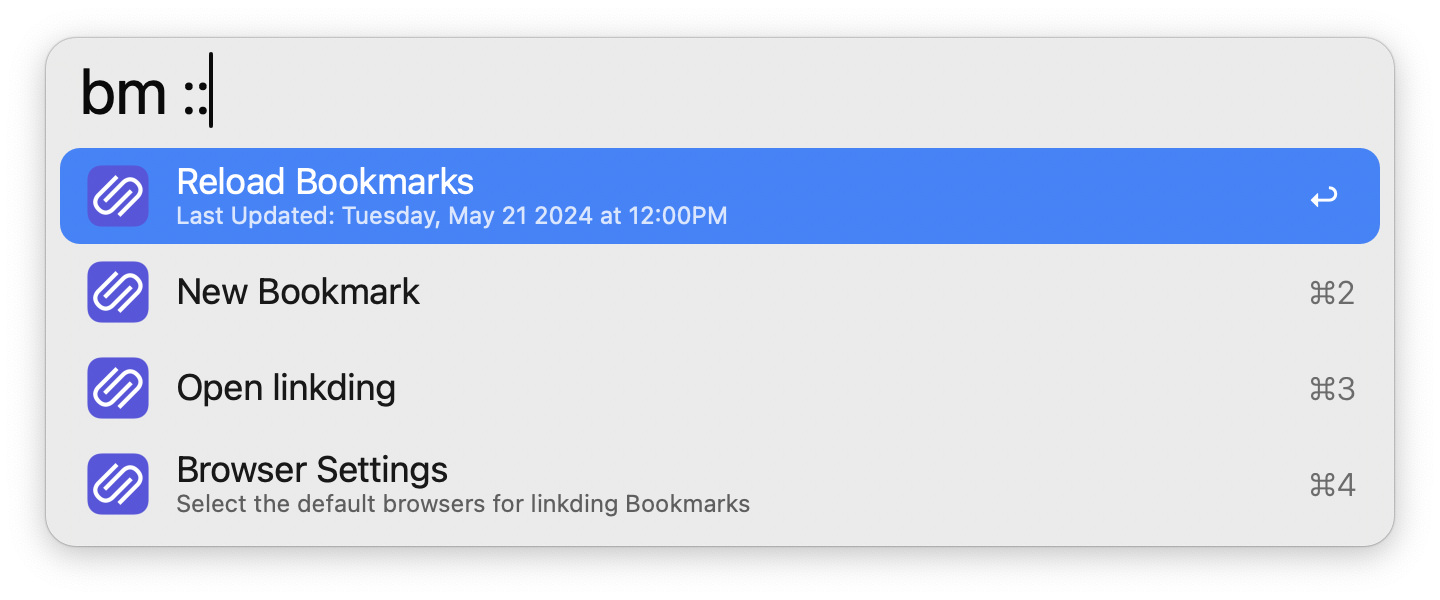 bm ::
Reload Bookmarks
Last Updated: Tuesday, May 21 2024 at 12:00PM
New Bookmark
⌘2
Open linkding
⌘3
Browser Settings
Select the default browsers for linkding Bookmarks
⌘4